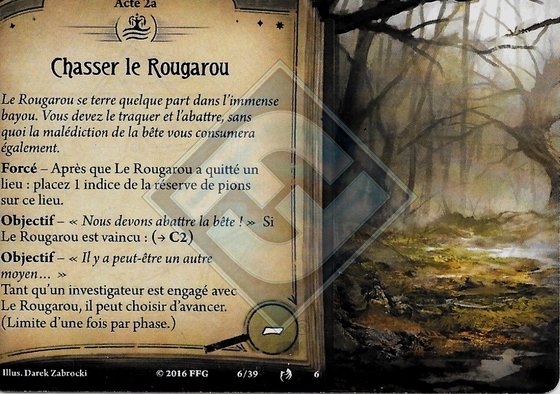 Acte 2a
Chasser le Rougarou
Le Rougarou se terre quelque part dans l'immense
bayou. Vous devez le traquer et l'abattre, sans
quoi la malédiction de la bête vous consumera
également.
Forcé – Après que Le Rougarou a quitté un
lieu : placez 1 indice de la réserve de pions
sur ce lieu.
Objectif – « Nous devons abattre la bête ! » Si
Le Rougarou est vaincu : (→ C2)
Objectif – « Il y a peut-être un autre
moyen… »
Tant qu'un investigateur est engagé avec
Le Rougarou, il peut choisir d'avancer.
(Limite d'une fois par phase.)
–
Illus. Darek Zabrocki © 2016 FFG 6/39 6